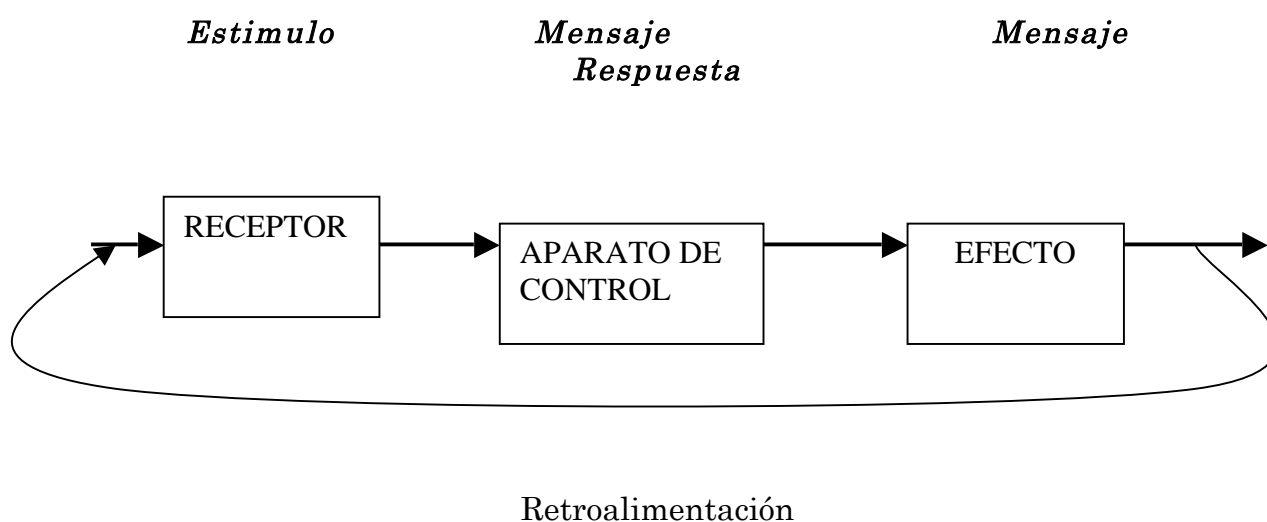 Estimulo Mensaje Mensaje
Respuesta
RECEPTOR
APARATO DE
CONTROL
EFECTO
Retroalimentación